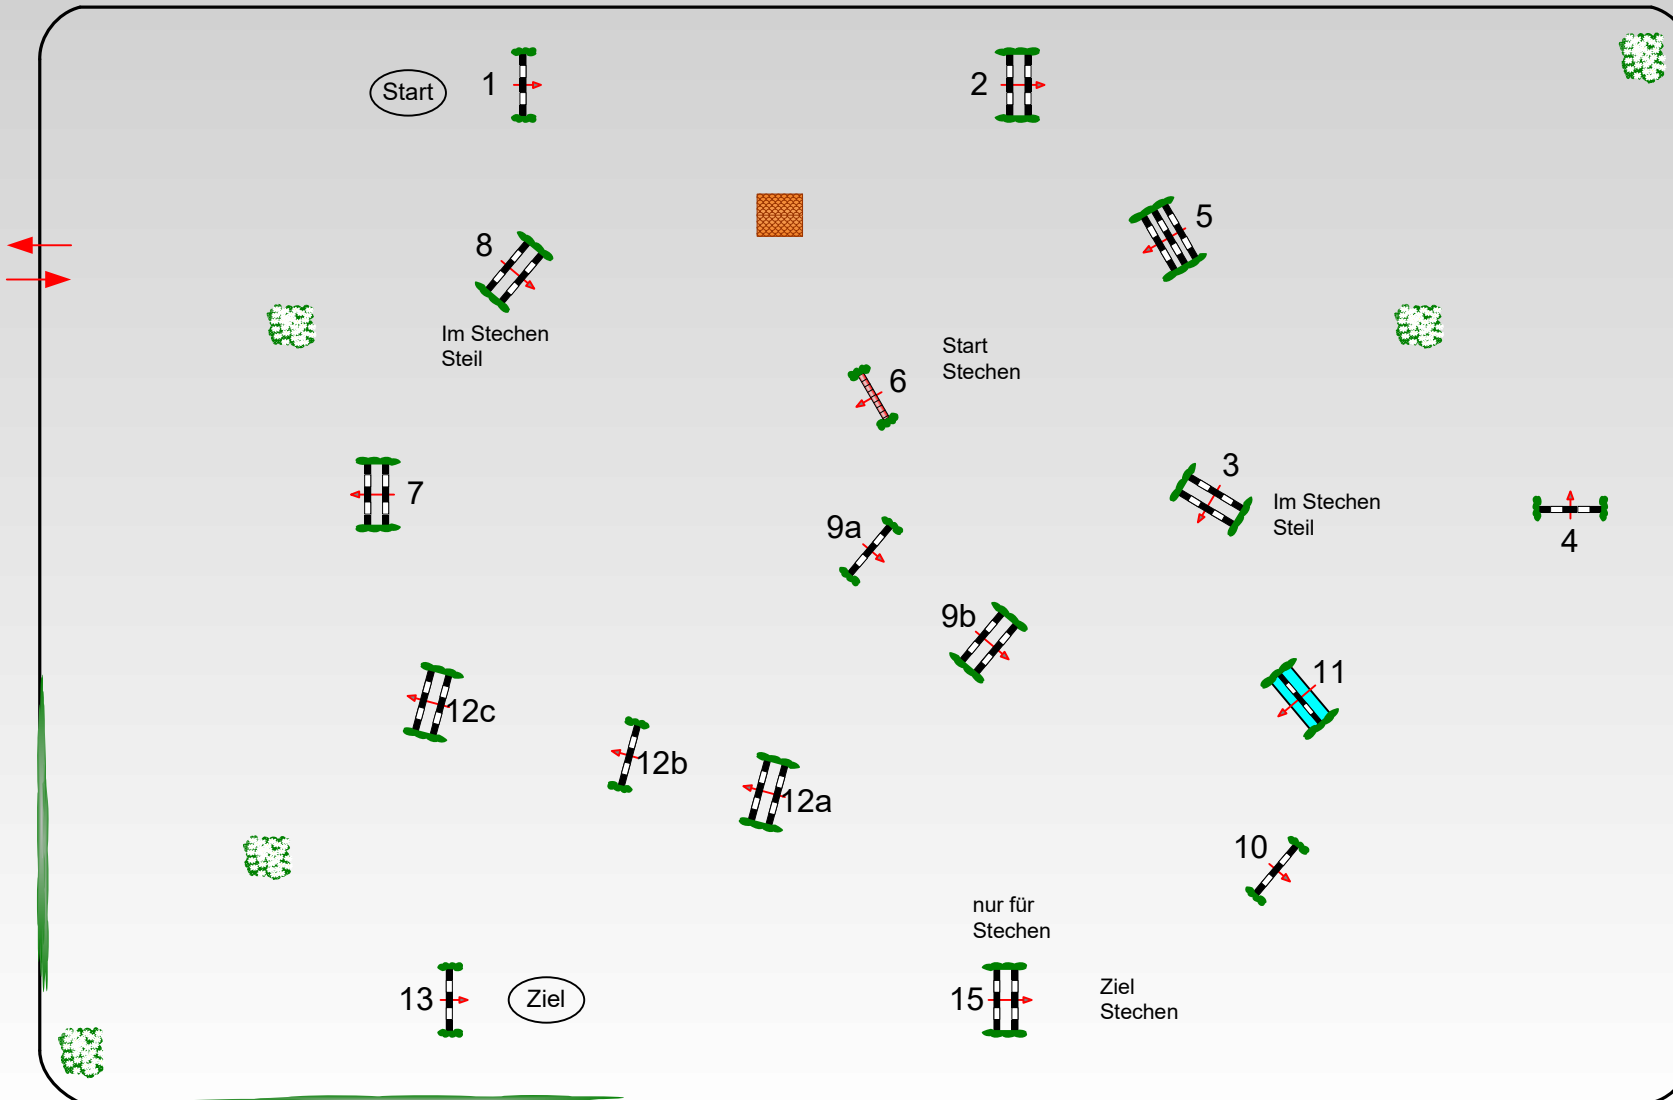 Start
1
2
5
8
Im Stechen
Steil
Start
Stechen
6
3
7
Im Stechen
Steil
4
9a
9b
11
12c
12b
12a
10
nur für
Stechen
13
Ziel
15
Ziel
Stechen